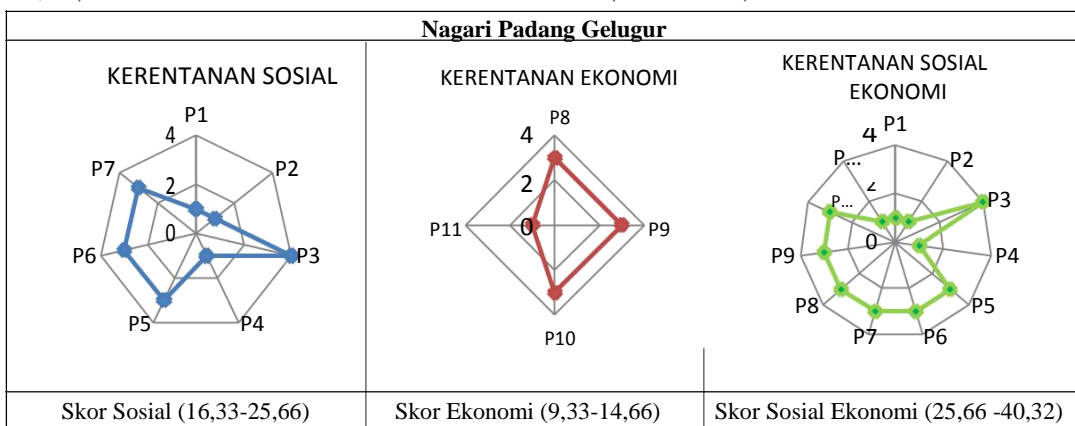 Nagari Padang Gelugur
KERENTANAN SOSIAL
P1
4
P7
P2
2
0
P6
P3
P5
P4
KERENTANAN EKONOMI
P8
4
2
P11
0
P9
P10
KERENTANAN SOSIAL
EKONOMI
4
P1
P...
P2
2
P...
P3
0
P9
P4
P8
P5
P7
P6
Skor Sosial (16,33-25,66)
Skor Ekonomi (9,33-14,66)
Skor Sosial Ekonomi (25,66 -40,32)